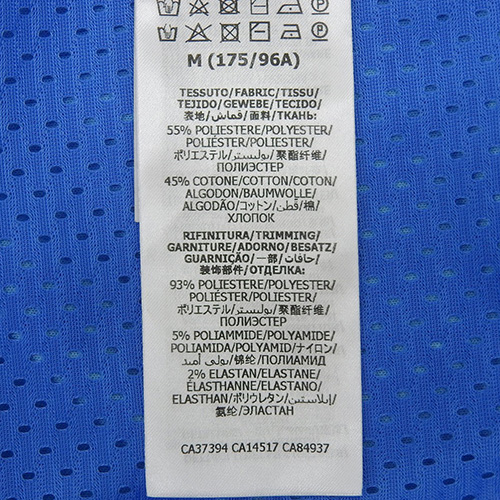 M (175/96A)
TESSUTO/FABRIC/TISSU/
TEJIDO/GEWEBE/TECIDO/
表地/قماش/面料/ТКАНЬ:
55% POLIESTERE/POLYESTER/
POLIÉSTER/POLYESTER/
ポリエステル/بوليستر/聚酯纤维/
ПОЛИЭСТЕР
45% COTONE/COTTON/COTON/
ALGODON/BAUMWOLLE/
ALGODÃO/コットン/قطن/棉/
ХЛОПОК
RIFINITURA/TRIMMING/
GARNITURE/ADORNO/BESATZ/
GUARNIÇÃO/一部/حافات/
装饰部件/ОТДЕЛКА:
93% POLIESTERE/POLYESTER/
POLIÉSTER/POLYESTER/
ポリエステル/بوليستر/聚酯纤维/
ПОЛИЭСТЕР
5% POLIAMMIDE/POLYAMIDE/
POLIAMIDA/POLYAMID/ナイロン/
بولي أميد/锦纶/ПОЛИАМИД
2% ELASTAN/ELASTANE/
ÉLASTHANNE/ELASTANO/
ELASTHAN/ポリウレタン/إيلاستين/
氨纶/ЭЛАСТАН
CA37394 CA14517 CA84937